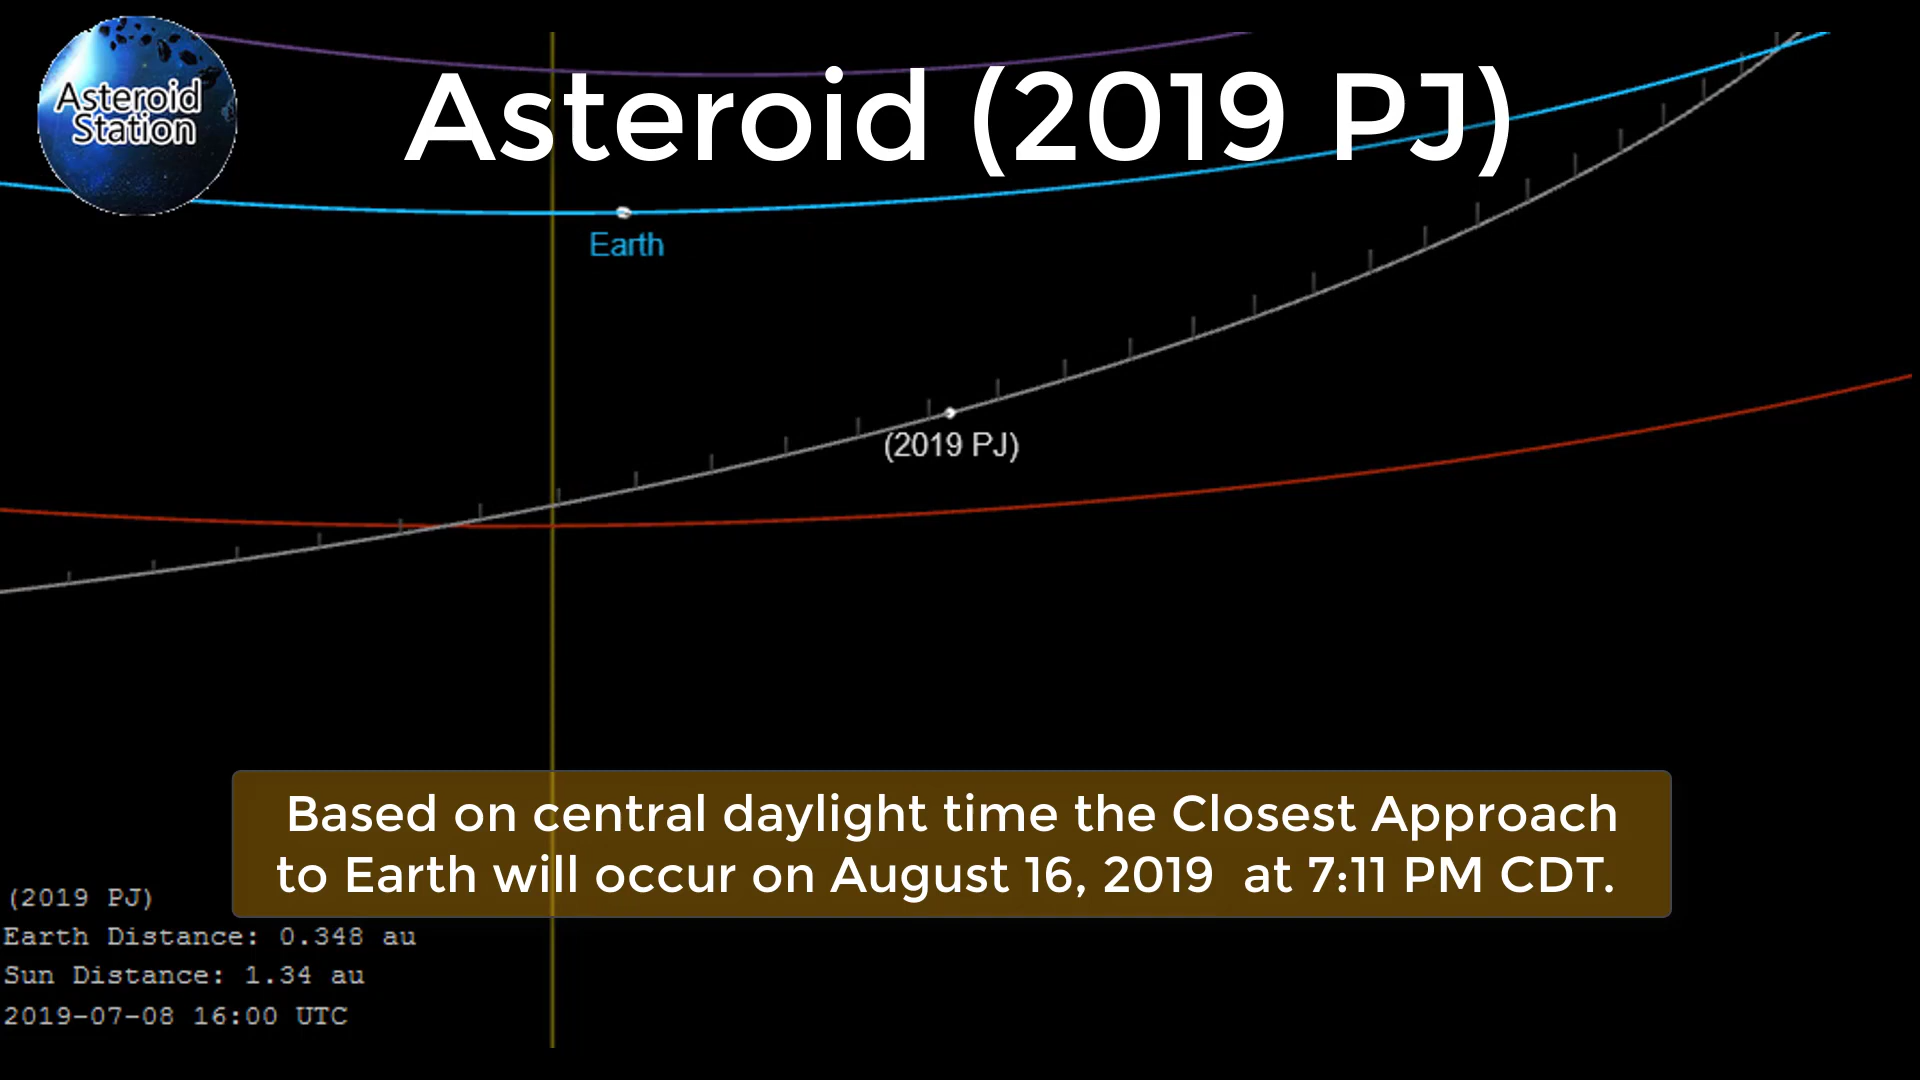 Asteroid
Station
Asteroid (2019 PJ)
Earth
(2019 PJ)
Based on central daylight time the Closest Approach
to Earth will occur on August 16, 2019  at 7:11 PM CDT.
(2019 PJ)
Earth Distance: 0.348 au
Sun Distance: 1.34 au
2019-07-08 16:00 UTC